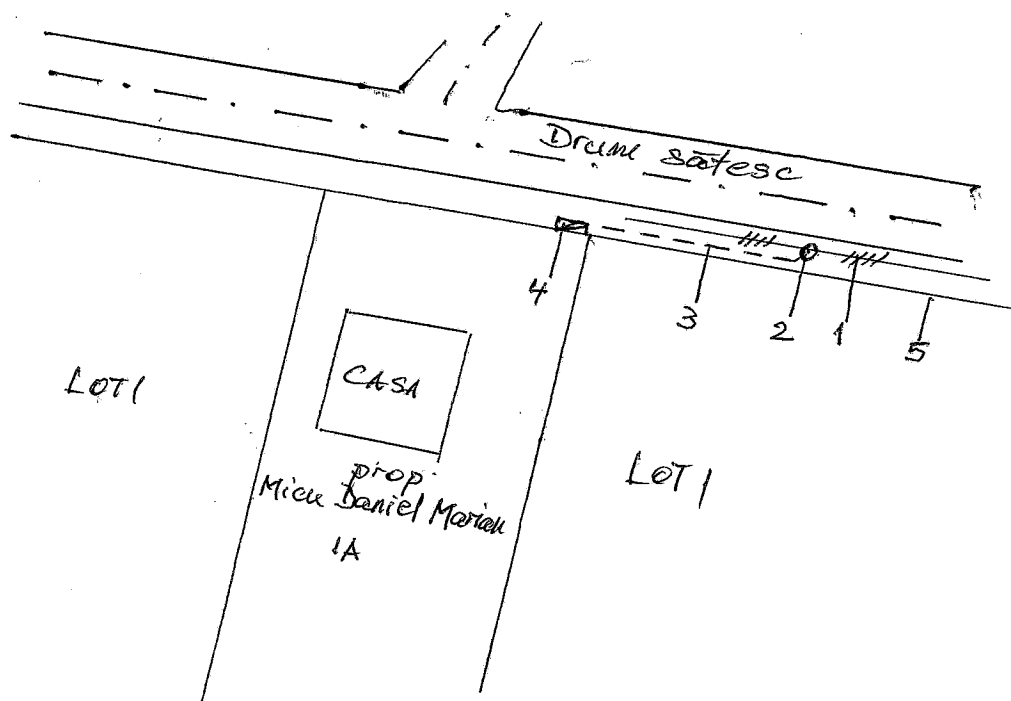 Drum sătesc
4
3
2
1
5
LOT 1
CASA
LOT 1
prop.
Micu Daniel Marian
1A